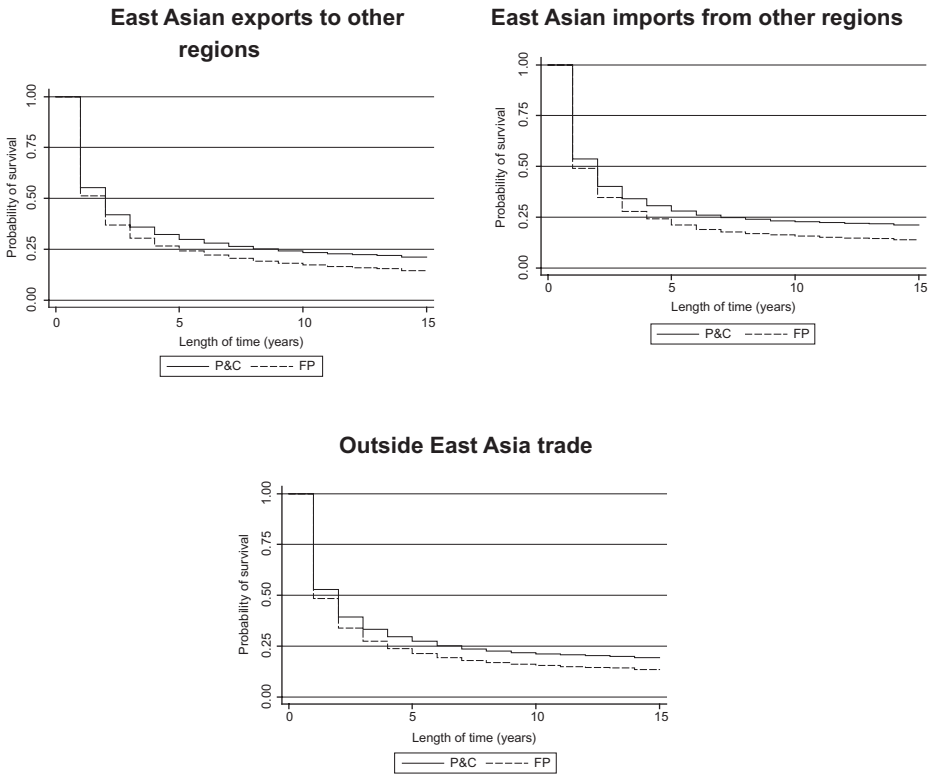 East Asian exports to other
regions
1.00
0.75
0.50
0.25
0.00
Probability of survival
0 5 10 15
Length of time (years)
P&C FP
East Asian imports from other regions
1.00
0.75
0.50
0.25
0.00
Probability of survival
0 5 10 15
Length of time (years)
P&C FP
Outside East Asia trade
1.00
0.75
0.50
0.25
0.00
Probability of survival
0 5 10 15
Length of time (years)
P&C FP